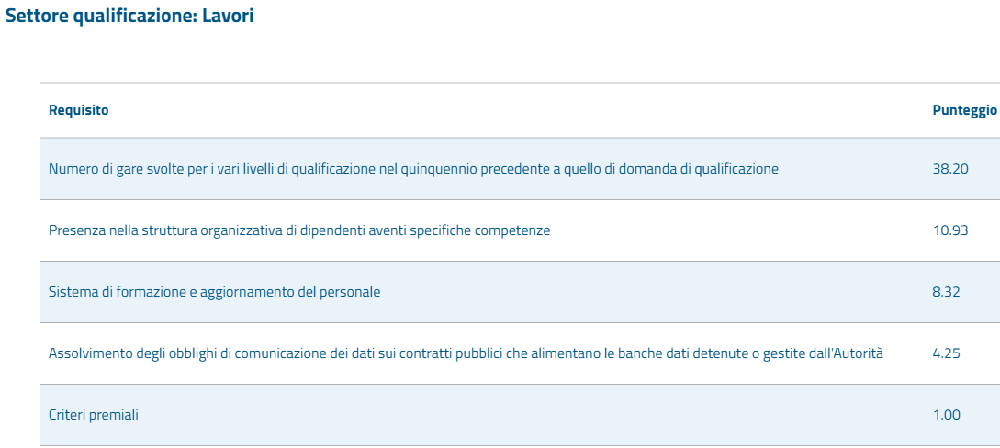 Settore qualificazione: Lavori
Requisito Punteggio
Numero di gare svolte per i vari livelli di qualificazione nel quinquennio precedente a quello di domanda di qualificazione 38.20
Presenza nella struttura organizzativa di dipendenti aventi specifiche competenze 10.93
Sistema di formazione e aggiornamento del personale 8.32
Assolvimento degli obblighi di comunicazione dei dati sui contratti pubblici che alimentano le banche dati detenute o gestite dall'Autorità 4.25
Criteri premiali 1.00